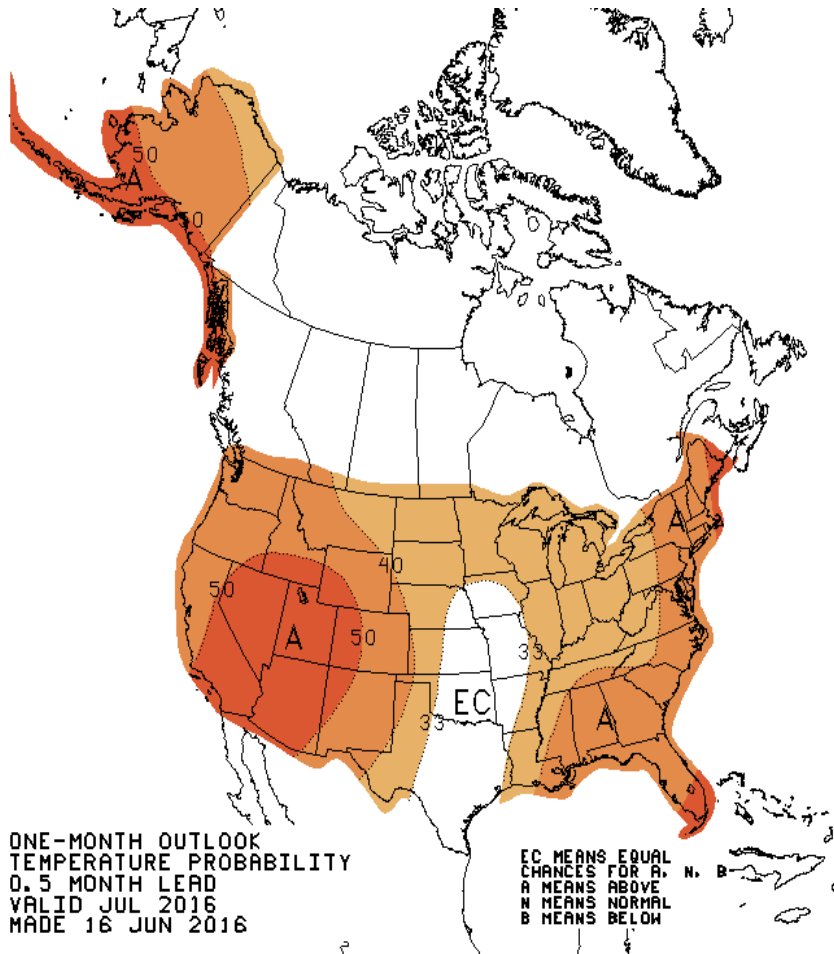 50
A
50
A
40
50
50
A
33
EC
33
A
ONE-MONTH OUTLOOK
TEMPERATURE PROBABILITY
0.5 MONTH LEAD
VALID JUL 2016
MADE 16 JUN 2016
EC MEANS EQUAL
CHANCES FOR A, N, B
A MEANS ABOVE
N MEANS NORMAL
B MEANS BELOW